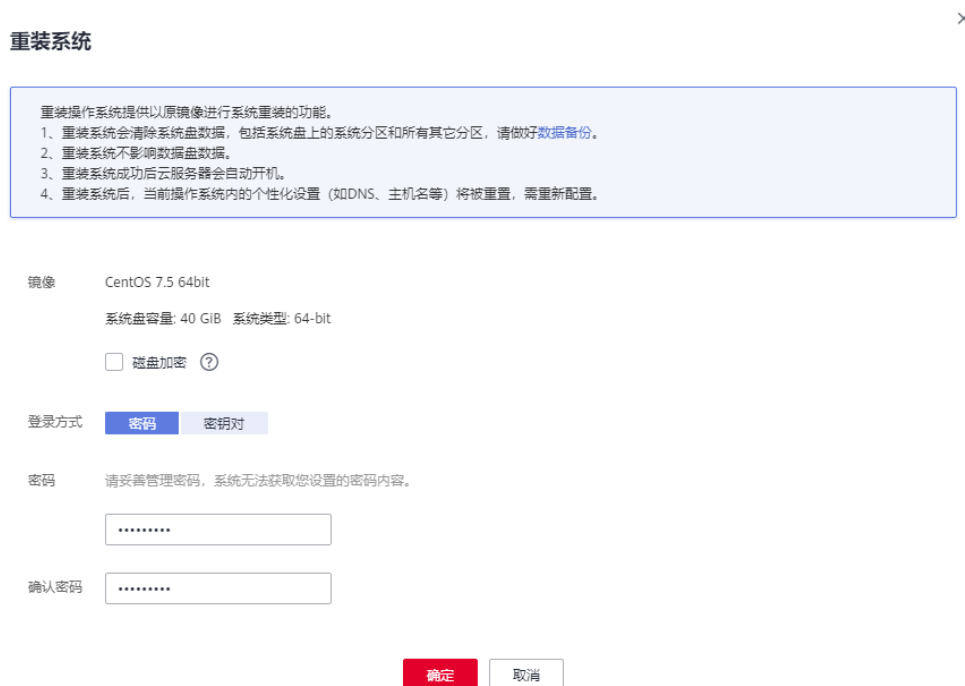 重装系统
重装操作系统提供以原镜像进行系统重装的功能。
1、重装系统会清除系统盘数据，包括系统盘上的系统分区和所有其它分区，请做好数据备份。
2、重装系统不影响数据盘数据。
3、重装系统成功后云服务器会自动开机。
4、重装系统后，当前操作系统内的个性化设置（如DNS、主机名等）将被重置，需重新配置。
镜像 CentOS 7.5 64bit
系统盘容量: 40 GiB 系统类型: 64-bit
磁盘加密 ?
登录方式 密码 密钥对
密码 请妥善管理密码，系统无法获取您设置的密码内容。
•••••••••
确认密码 •••••••••
确定 取消